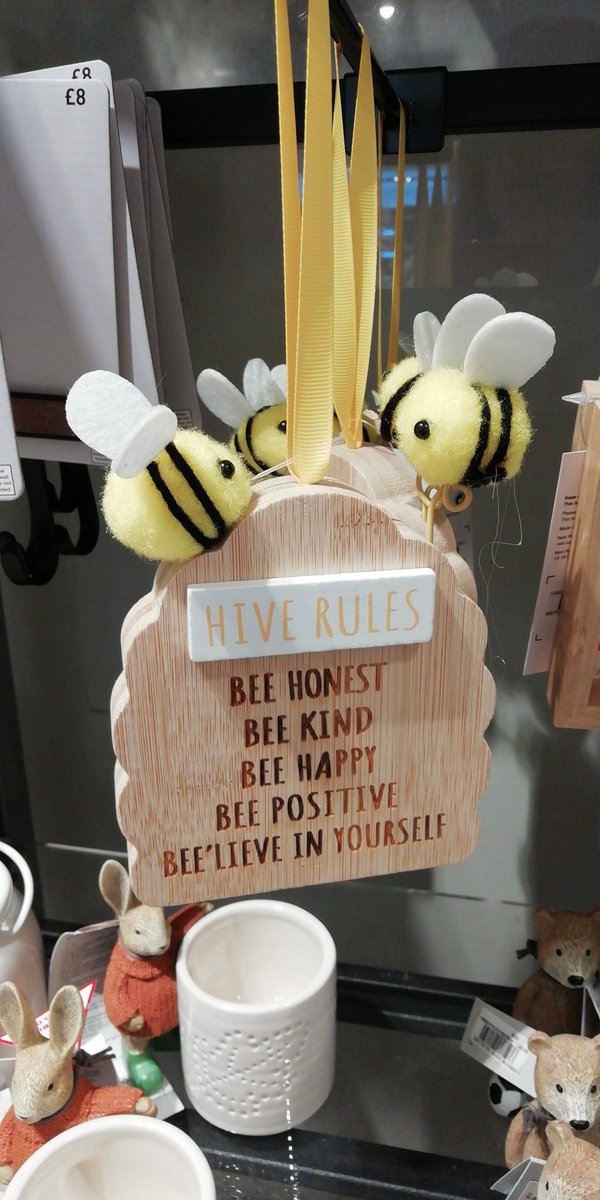 £8
£8
HIVE RULES
BEE HONEST
BEE KIND
BEE HAPPY
BEE POSITIVE
BEE'LIEVE IN YOURSELF